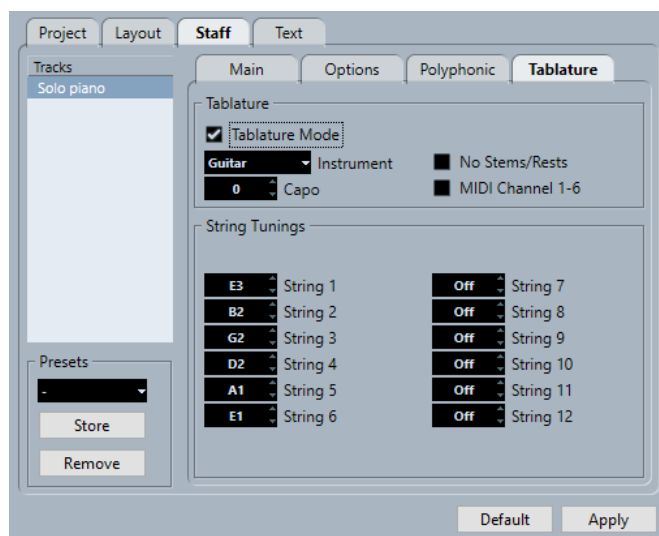 Project Layout Staff Text
Tracks
Solo piano
Main Options Polyphonic Tablature
Tablature
Tablature Mode
Guitar Instrument No Stems/Rests
0 Capo MIDI Channel 1-6
String Tunings
E3 String 1 Off String 7
B2 String 2 Off String 8
G2 String 3 Off String 9
D2 String 4 Off String 10
A1 String 5 Off String 11
E1 String 6 Off String 12
Presets
-
Store
Remove
Default Apply